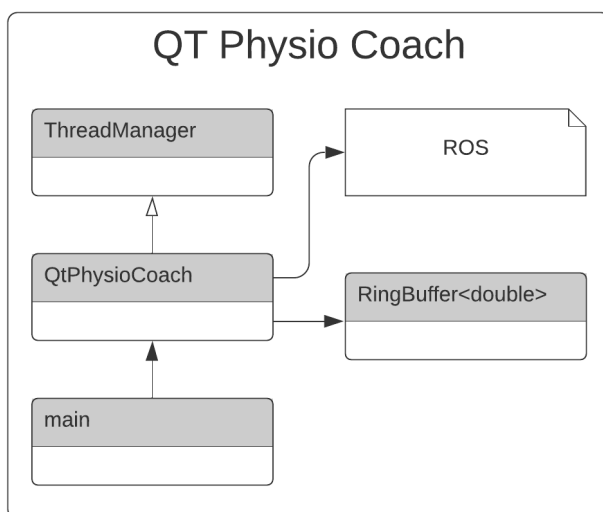 QT Physio Coach
ThreadManager
ROS
QtPhysioCoach
RingBuffer<double>
main